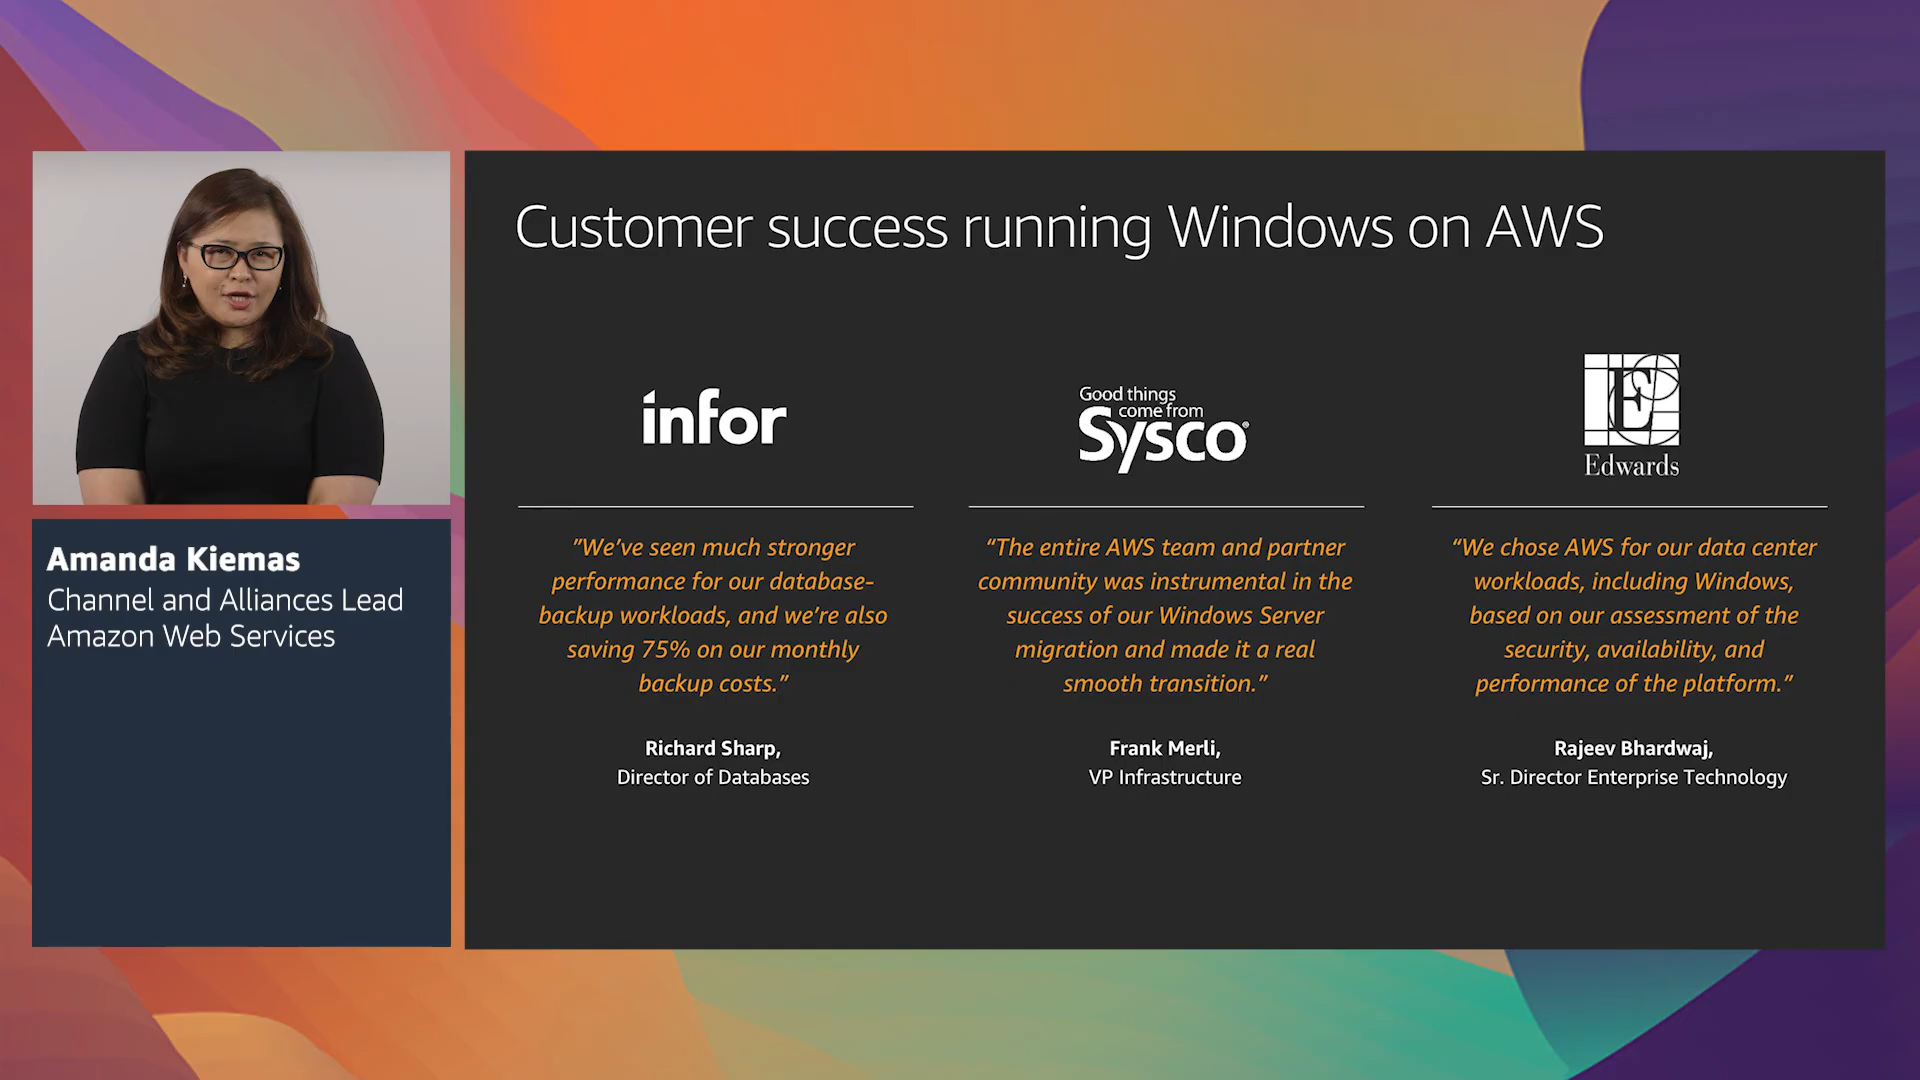 Customer success running Windows on AWS
Amanda Kiemas
Channel and Alliances Lead
Amazon Web Services
infor
"We've seen much stronger
performance for our database-
backup workloads, and we're also
saving 75% on our monthly
backup costs."
Richard Sharp,
Director of Databases
Good things
come from
Sysco®
"The entire AWS team and partner
community was instrumental in the
success of our Windows Server
migration and made it a real
smooth transition."
Frank Merli,
VP Infrastructure
E
Edwards
"We chose AWS for our data center
workloads, including Windows,
based on our assessment of the
security, availability, and
performance of the platform."
Rajeev Bhardwaj,
Sr. Director Enterprise Technology